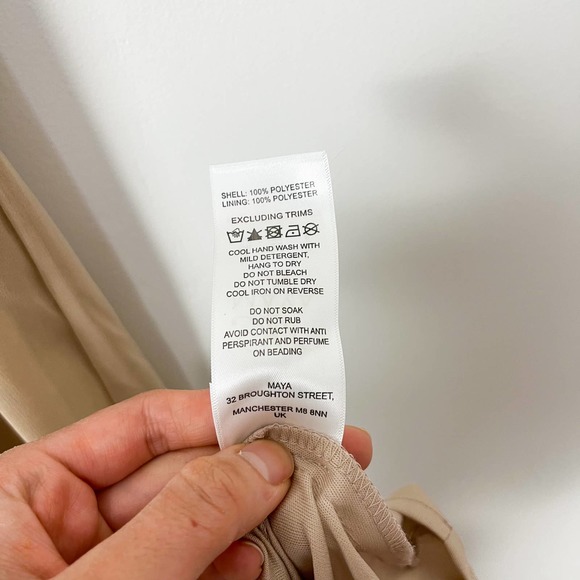 SHELL: 100% POLYESTER
LINING: 100% POLYESTER
EXCLUDING TRIMS
COOL HAND WASH WITH
MILD DETERGENT,
HANG TO DRY
DO NOT BLEACH
DO NOT TUMBLE DRY
COOL IRON ON REVERSE
DO NOT SOAK
DO NOT RUB
AVOID CONTACT WITH ANTI
PERSPIRANT AND PERFUME
ON BEADING
MAYA
32 BROUGHTON STREET,
MANCHESTER M8 8NN
UK